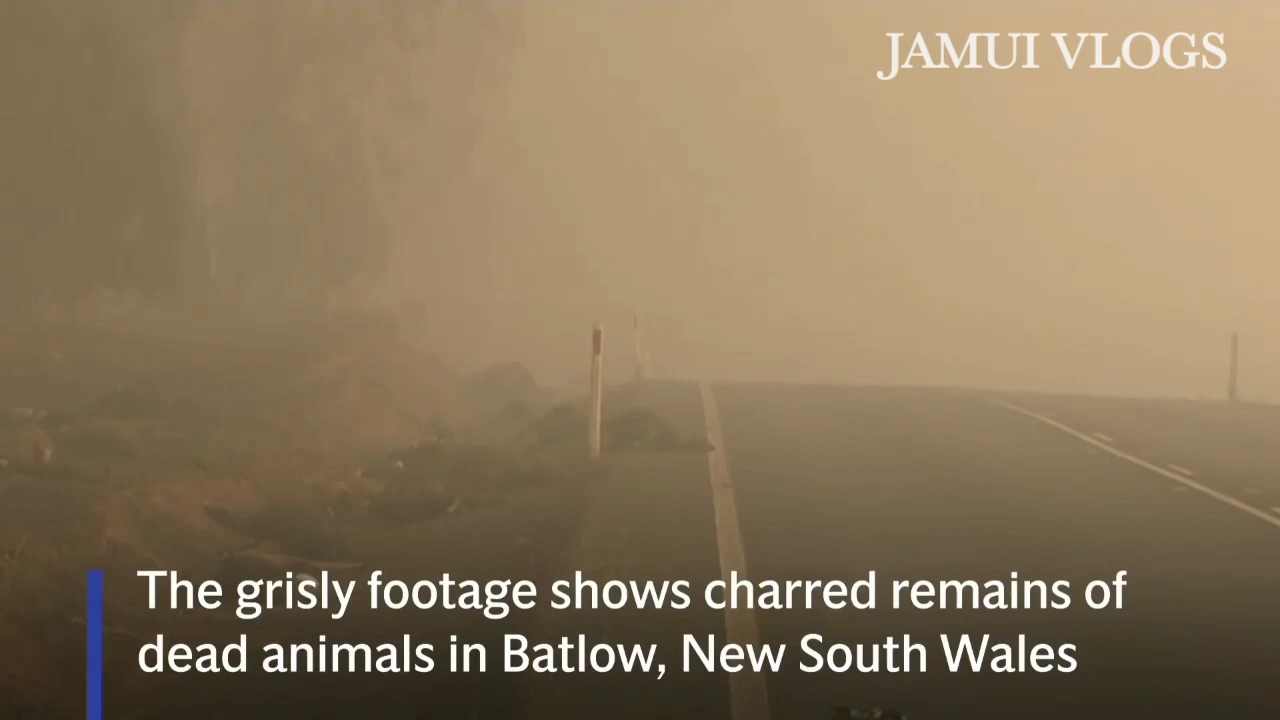 JAMUI VLOGS
The grisly footage shows charred remains of
dead animals in Batlow, New South Wales